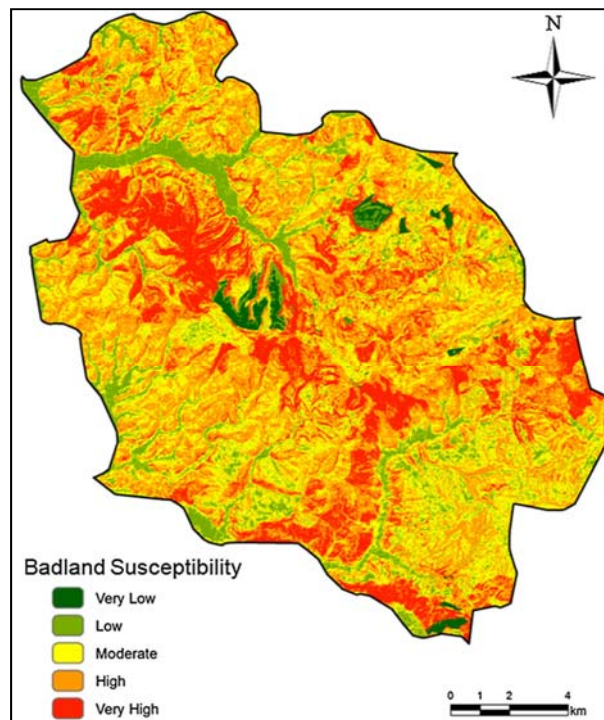 N
Badland Susceptibility
Very Low
Low
Moderate
High
Very High
0 1 2 4
km